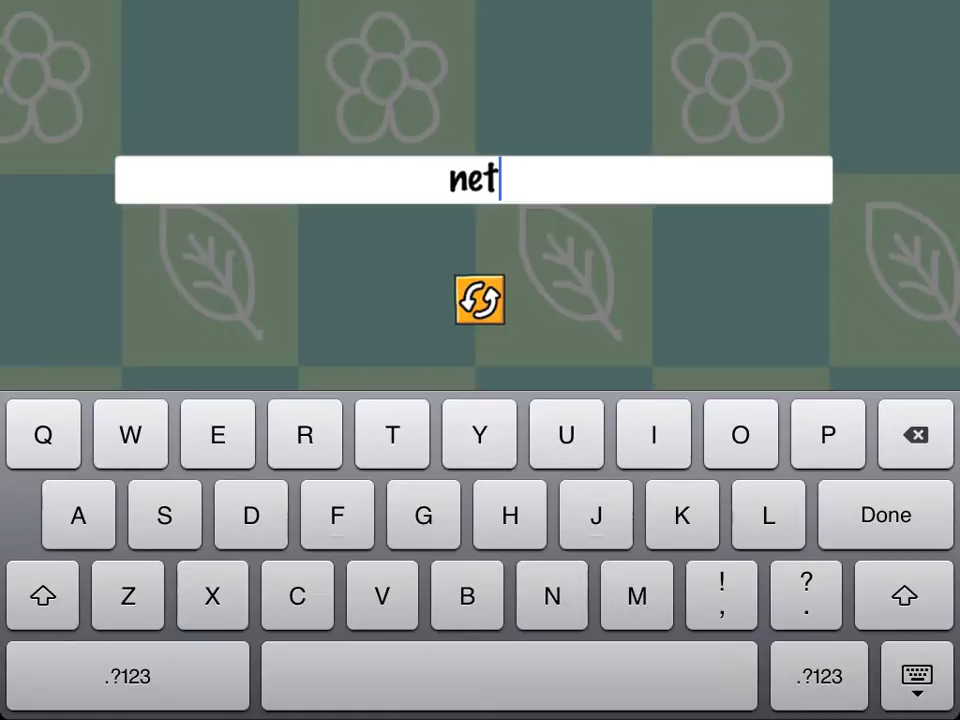 net
Q W E R T Y U I O P
A S D F G H J K L Done
Z X C V B N M ! , ? .
.?123 .?123